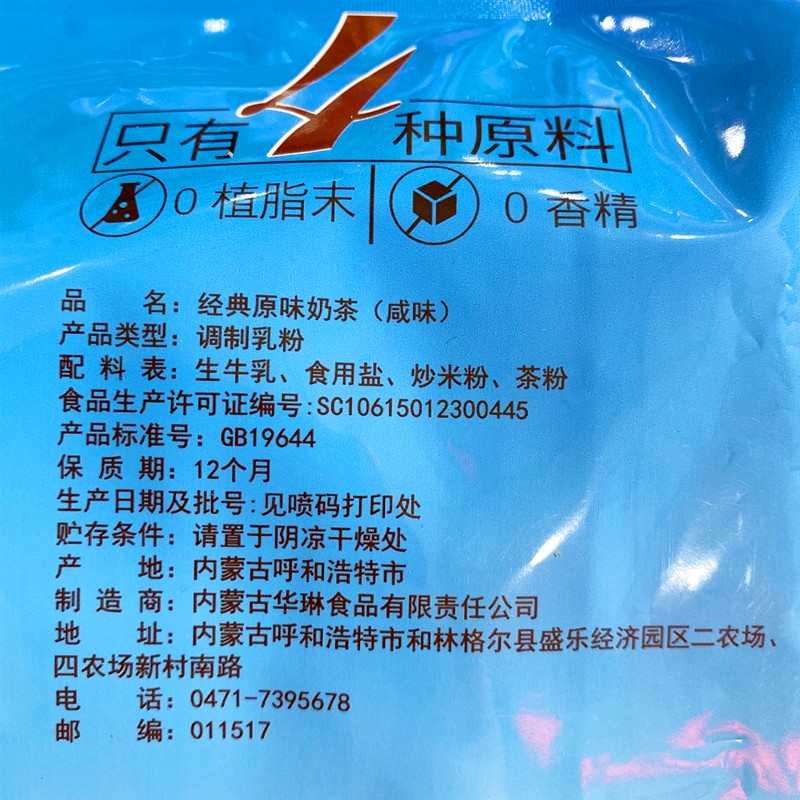 只有4种原料
0 植脂末 0 香精
品 名：经典原味奶茶（咸味）
产品类型：调制乳粉
配 料 表：生牛乳、食用盐、炒米粉、茶粉
食品生产许可证编号:SC10615012300445
产品标准号：GB19644
保 质 期：12个月
生产日期及批号:见喷码打印处
贮存条件：请置于阴凉干燥处
产 地：内蒙古呼和浩特市
制 造 商：内蒙古华琳食品有限责任公司
地 址：内蒙古呼和浩特市和林格尔县盛乐经济园区二农场、
四农场新村南路
电 话：0471-7395678
邮 编：011517